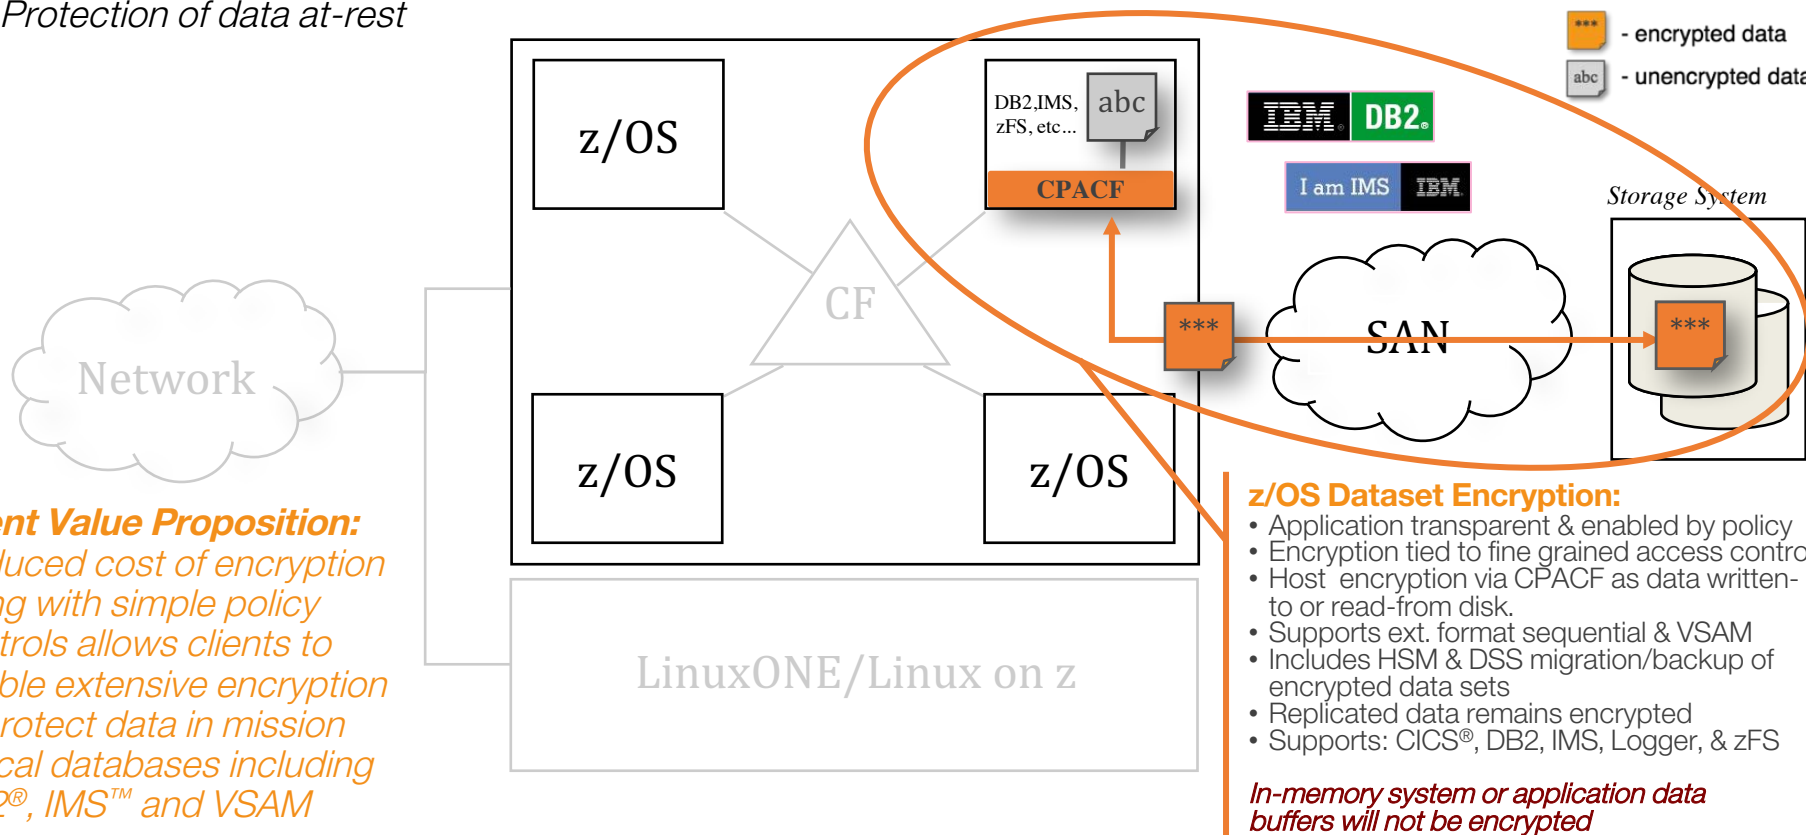 Protection of data at-rest
*** - encrypted data
abc - unencrypted data
z/OS
DB2,IMS,
zFS, etc...
abc
CPACF
IBM® DB2®
I am IMS IBM
Storage System
CF
Network
***
SAN
***
z/OS
z/OS
LinuxONE/Linux on z
ent Value Proposition:
luced cost of encryption
ng with simple policy
trols allows clients to
ble extensive encryption
rotect data in mission
cal databases including
2®, IMS™ and VSAM
z/OS Dataset Encryption:
• Application transparent & enabled by policy
• Encryption tied to fine grained access contro
• Host encryption via CPACF as data written-
to or read-from disk.
• Supports ext. format sequential & VSAM
• Includes HSM & DSS migration/backup of
encrypted data sets
• Replicated data remains encrypted
• Supports: CICS®, DB2, IMS, Logger, & zFS
In-memory system or application data
buffers will not be encrypted